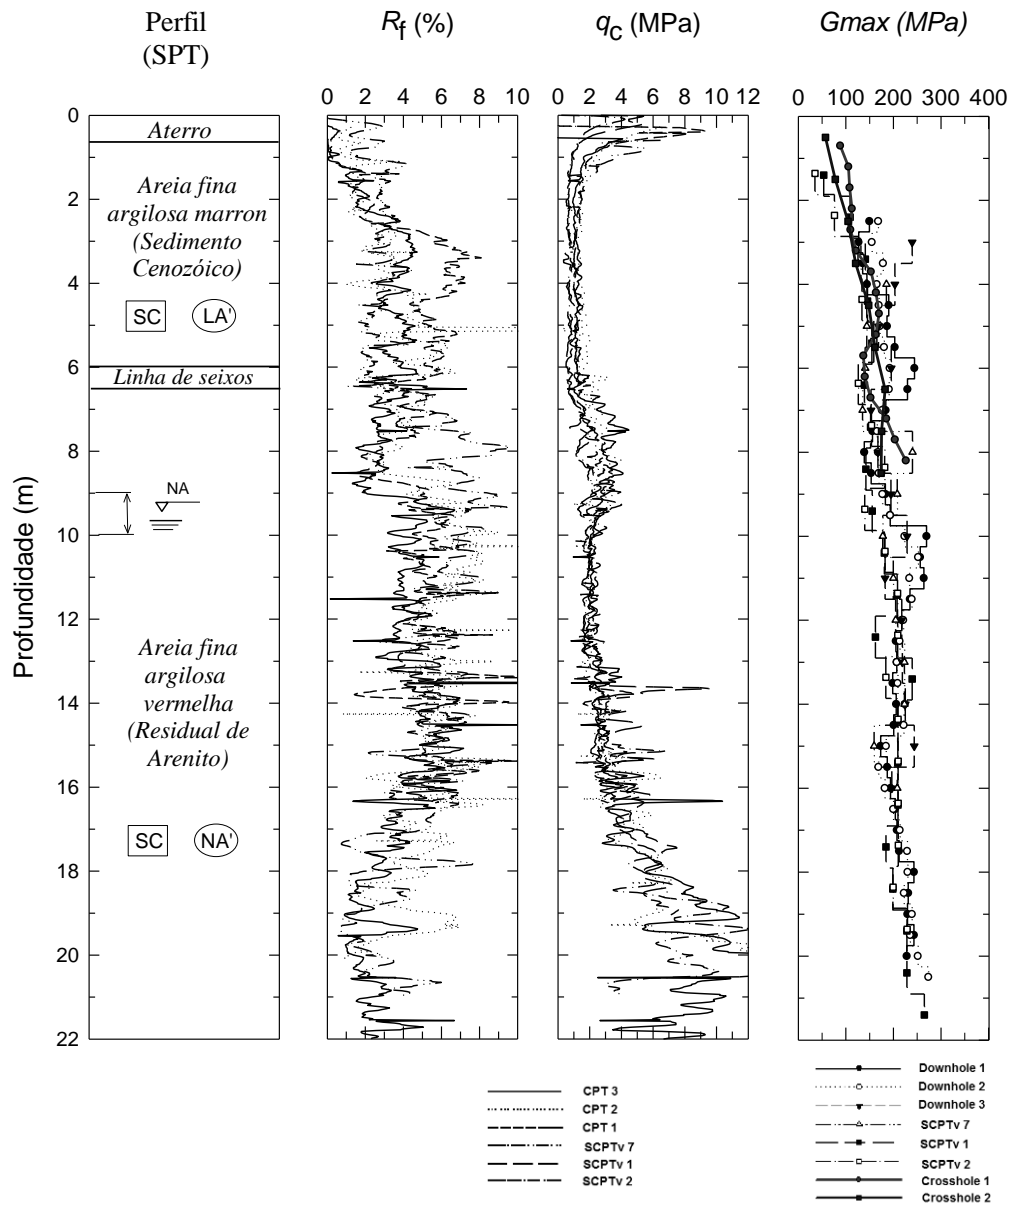 Perfil
(SPT)
Rf (%)
qc (MPa)
Gmax (MPa)
0 2 4 6 8 10
0 2 4 6 8 10 12
0 100 200 300 400
Profundidade (m)
0
2
4
6
8
10
12
14
16
18
20
22
Aterro
Areia fina
argilosa marron
(Sedimento
Cenozóico)
SC LA'
Linha de seixos
NA
Areia fina
argilosa
vermelha
(Residual de
Arenito)
SC NA'
CPT 3
CPT 2
CPT 1
SCPTv 7
SCPTv 1
SCPTv 2
Downhole 1
Downhole 2
Downhole 3
SCPTv 7
SCPTv 1
SCPTv 2
Crosshole 1
Crosshole 2